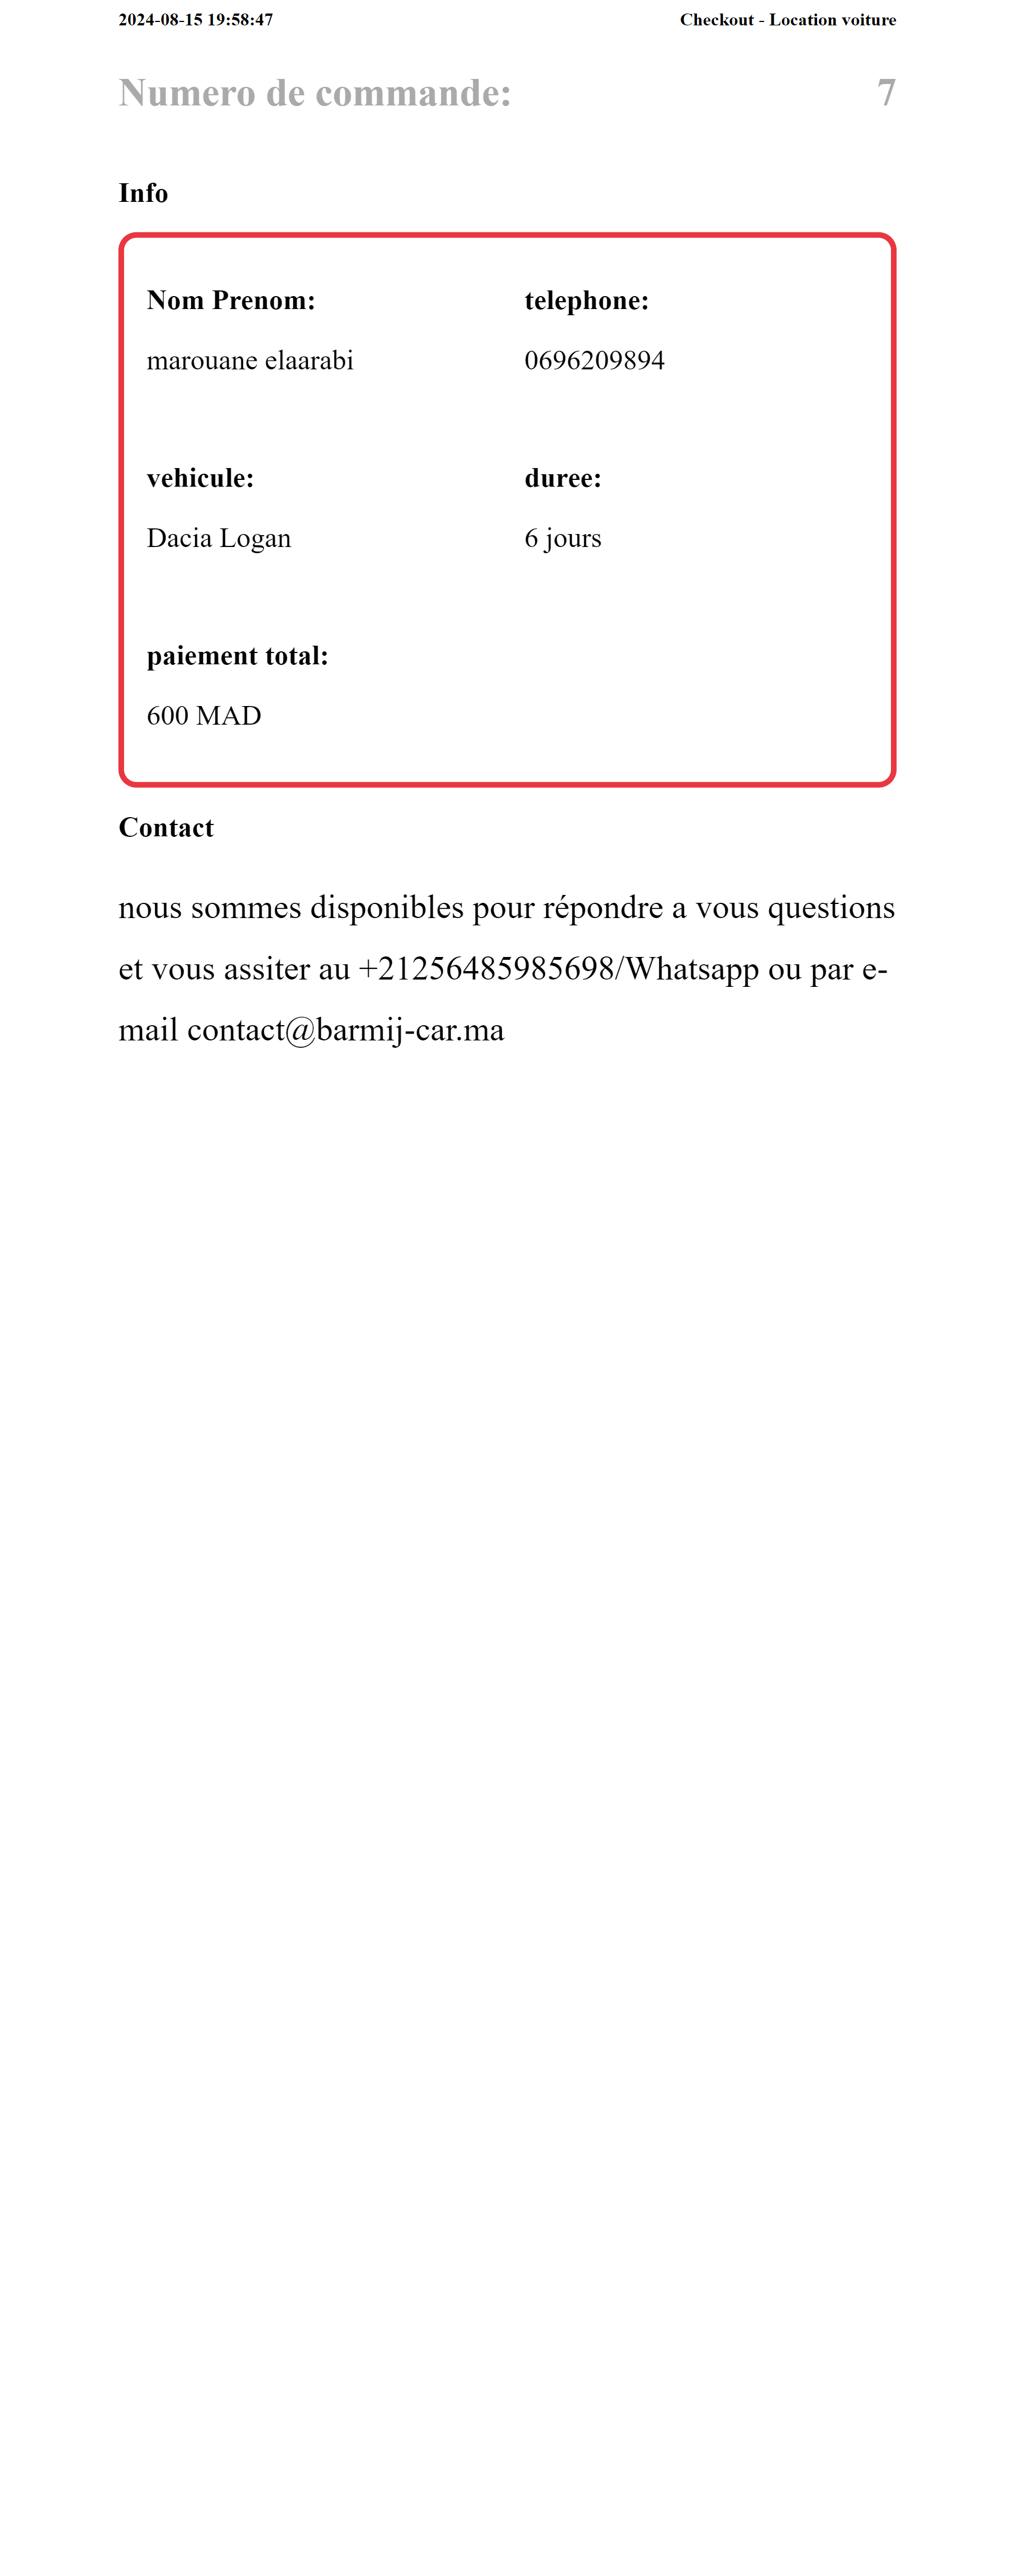 2024-08-15 19:58:47 Checkout - Location voiture
Numero de commande: 7
Info
Nom Prenom: telephone:
marouane elaarabi 0696209894
vehicule: duree:
Dacia Logan 6 jours
paiement total:
600 MAD
Contact
nous sommes disponibles pour répondre a vous questions
et vous assiter au +21256485985698/Whatsapp ou par e-
mail contact@barmij-car.ma